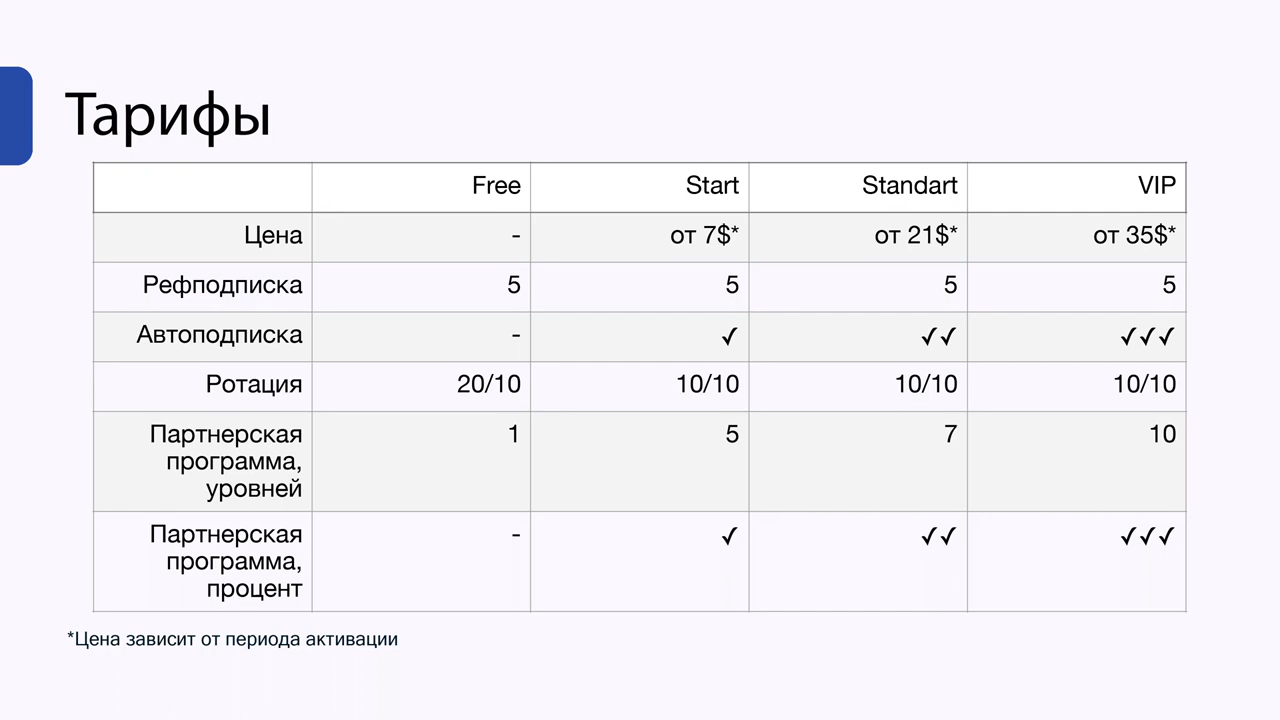 Тарифы
Free Start Standart VIP
Цена - от 7$* от 21$* от 35$*
Рефподписка 5 5 5 5
Автоподписка - ✓ ✓✓ ✓✓✓
Ротация 20/10 10/10 10/10 10/10
Партнерская 1 5 7 10
программа,
уровней
Партнерская - ✓ ✓✓ ✓✓✓
программа,
процент
*Цена зависит от периода активации